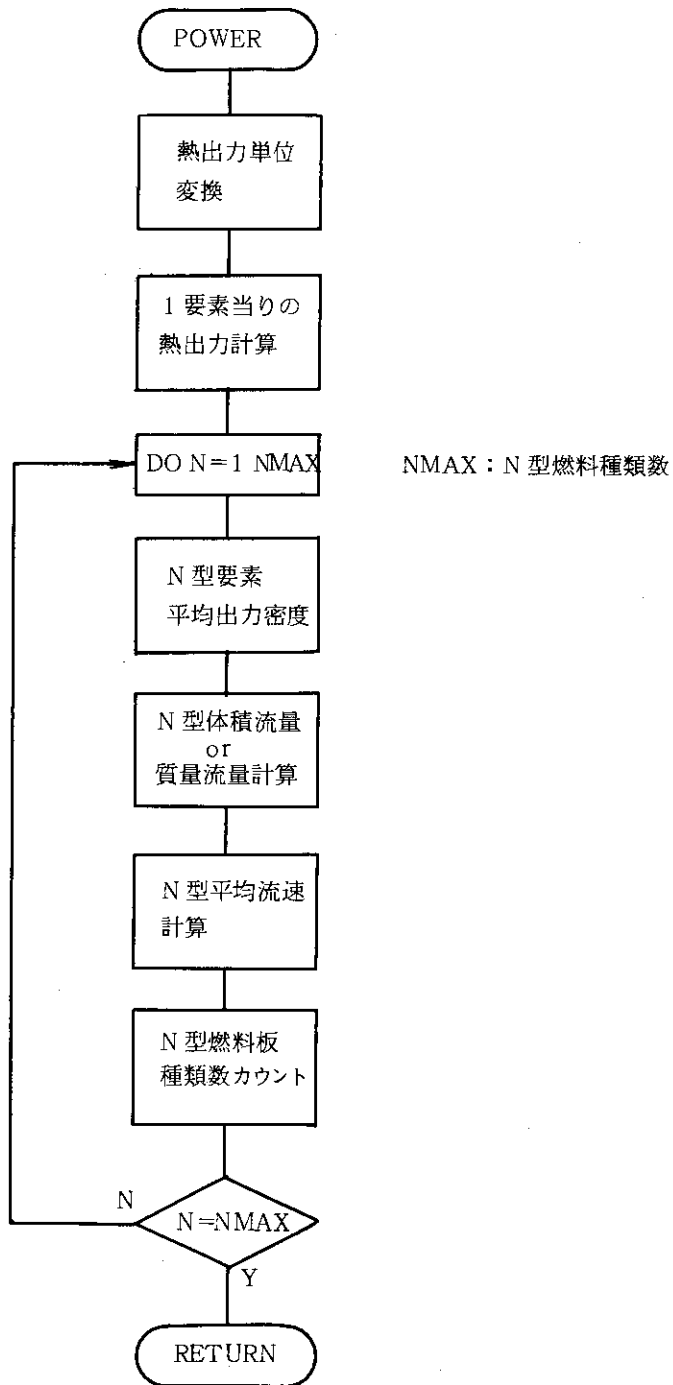 POWER
熱出力単位
変換
1要素当りの
熱出力計算
DO N=1 NMAX
NMAX：N型燃料種類数
N型要素
平均出力密度
N型体積流量
or
質量流量計算
N型平均流速
計算
N型燃料板
種類数カウント
N
N=NMAX
Y
RETURN